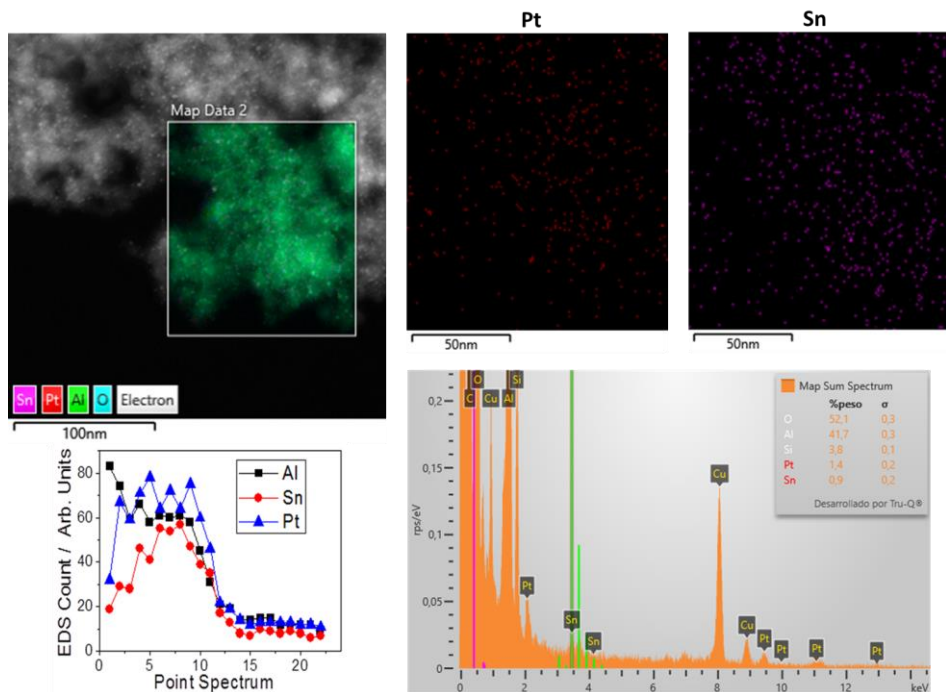 Pt
Sn
Map Data 2
Sn Pt Al O Electron
100nm
50nm
50nm
EDS Count / Arb. Units
80
60
40
20
0
0 5 10 15 20
Point Spectrum
Al
Sn
Pt
rps/eV
0,2
0,15
0,1
0,05
0
C O Cu Al Si
Pt
Sn
Sn
Cu
Cu
Pt
Pt
Pt
Pt
0 2 4 6 8 10 12 keV
Map Sum Spectrum
%peso σ
O 52,1 0,3
Al 41,7 0,3
Si 3,8 0,1
Pt 1,4 0,2
Sn 0,9 0,2
Desarrollado por Tru-Q®